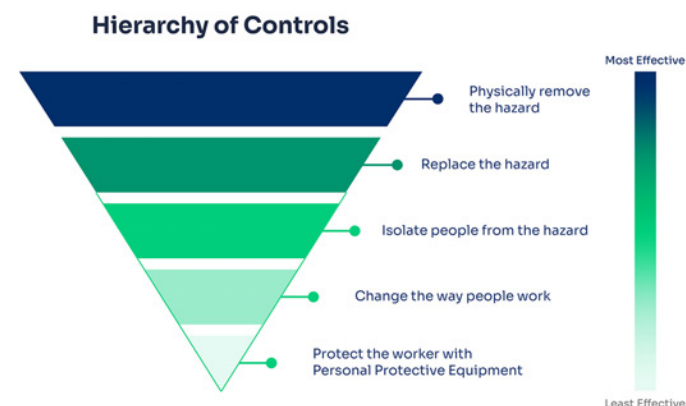 Hierarchy of Controls
Most Effective
Physically remove
the hazard
Replace the hazard
Isolate people from the hazard
Change the way people work
Protect the worker with
Personal Protective Equipment
Least Effective